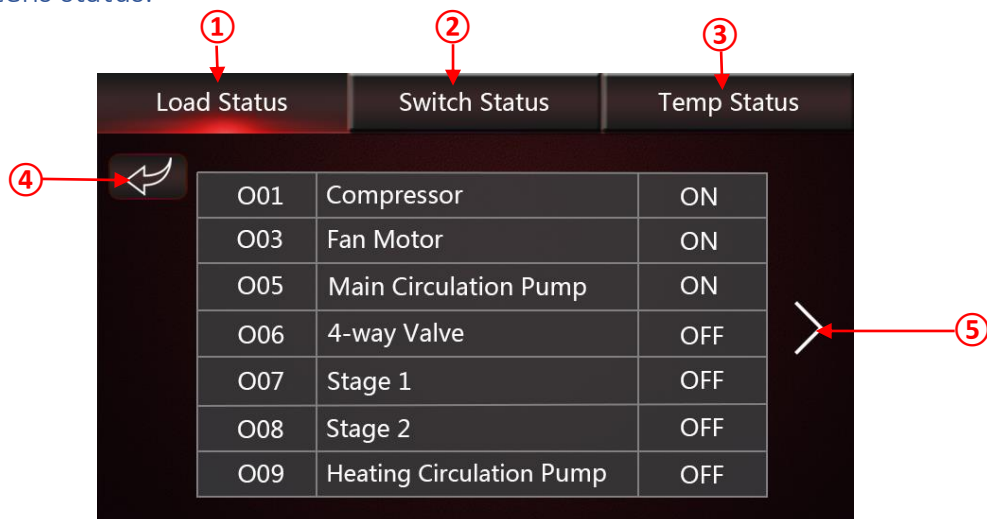 status.
① ② ③
Load Status Switch Status Temp Status
④
O01 Compressor ON
O03 Fan Motor ON
O05 Main Circulation Pump ON
O06 4-way Valve OFF
⑤
O07 Stage 1 OFF
O08 Stage 2 OFF
O09 Heating Circulation Pump OFF